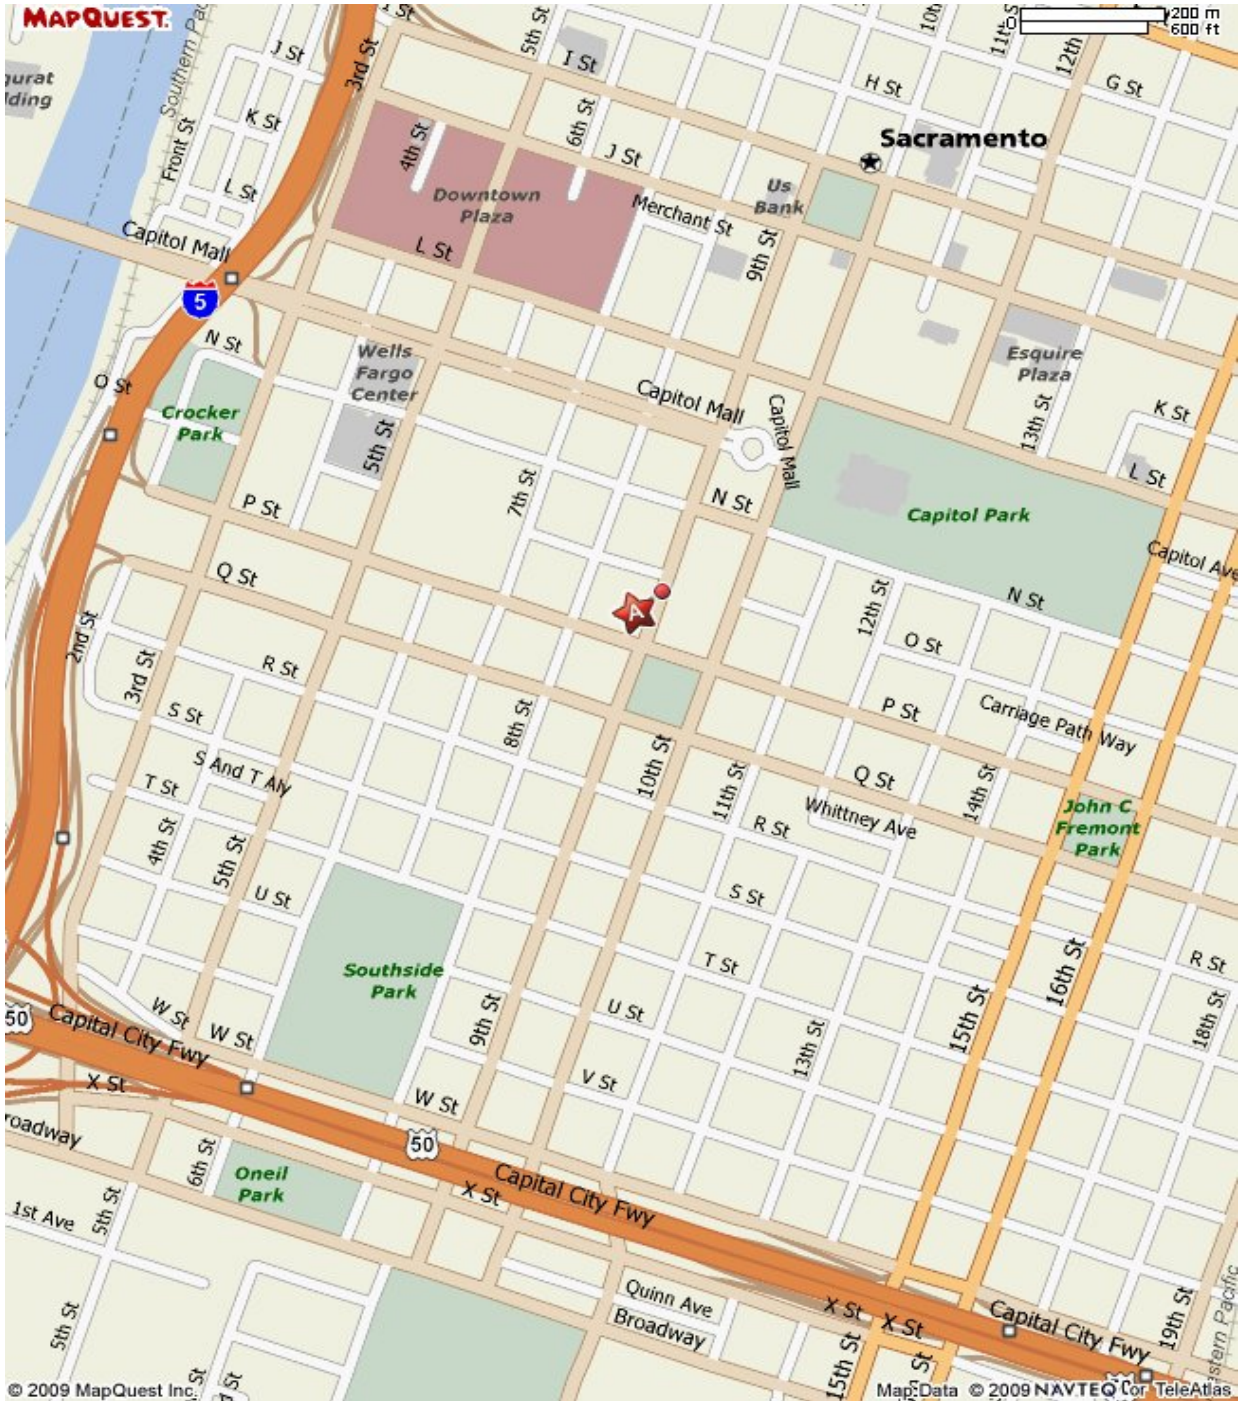 MAPQUEST.
200 m
0
600 ft
5th St
10th
11th
12th
I St
J St
3rd St
H St
G St
Southern Pac
gurat
lding
K St
Front St
4th St
6th St
J St
Sacramento
Downtown
Plaza
Us
Bank
L St
Merchant St
Capitol Mall
L St
9th St
5
N St
Wells
Fargo
Center
Esquire
Plaza
O St
Capitol Mall
Capitol Mall
13th St
K St
Crocker
Park
5th St
L St
7th St
P St
N St
Capitol Park
Capitol Ave
Q St
A
12th St
N St
2nd St
O St
3rd St
R St
8th St
P St
Carriage Path Way
S St
S And T Aly
10th St
11th St
Q St
14th St
T St
Whittney Ave
John C
Fremont
Park
R St
4th St
5th St
U St
S St
Southside
Park
T St
16th St
R St
W St
W St
9th St
U St
15th St
18th St
50
Capital City Fwy
13th St
X St
V St
W St
roadway
50
6th St
Oneil
Park
X St
Capital City Fwy
1st Ave
5th St
Quinn Ave
Broadway
X St
X St
Capital City Fwy
19th St
5th St
15th St
© 2009 MapQuest Inc.
Map Data © 2009 NAVTEQ or TeleAtlas